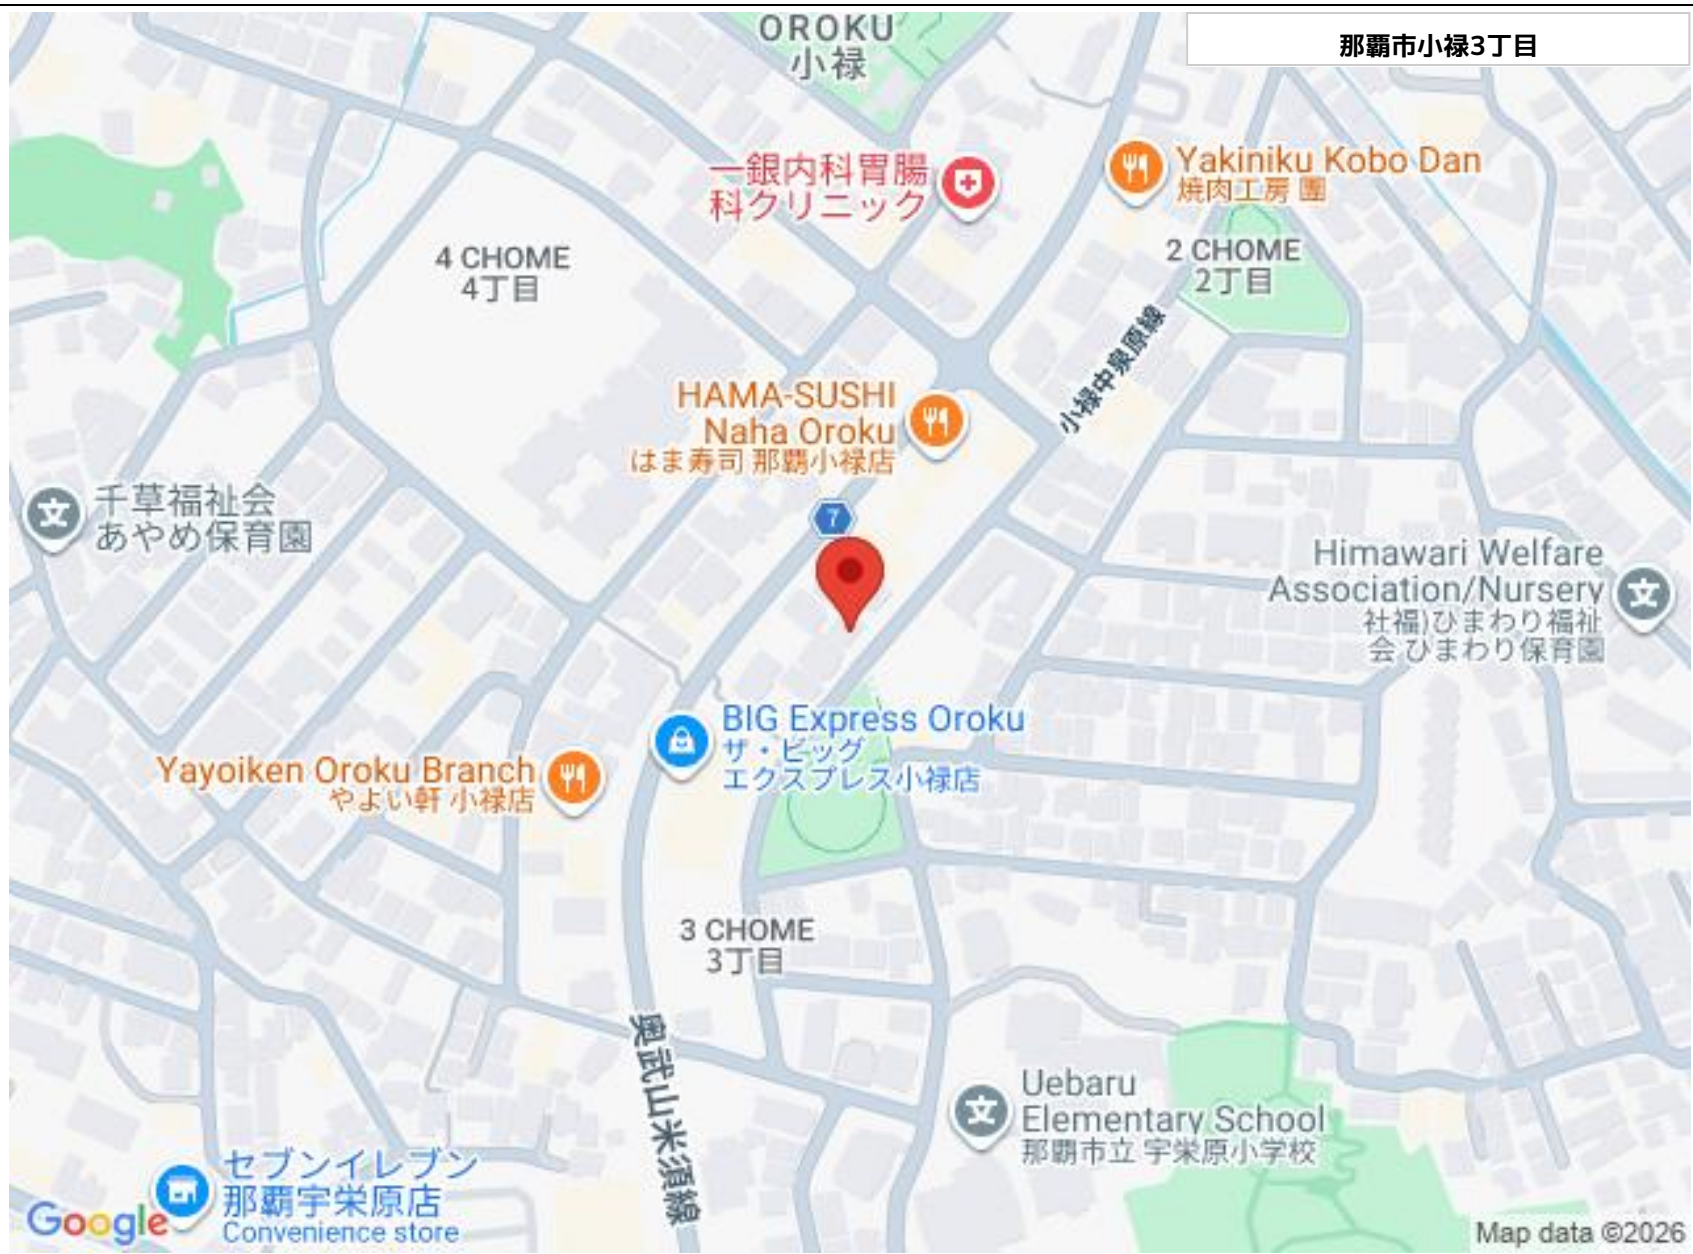 那覇市小禄3丁目
OROKU
小禄
一銀内科胃腸
科クリニック
Yakiniku Kobo Dan
焼肉工房 團
4 CHOME
4丁目
2 CHOME
2丁目
小禄中泉原線
HAMA-SUSHI
Naha Oroku
はま寿司 那覇小禄店
千草福祉会
あやめ保育園
7
Himawari Welfare
Association/Nursery
社福)ひまわり福祉
会 ひまわり保育園
BIG Express Oroku
ザ・ビッグ
エクスプレス小禄店
Yayoiken Oroku Branch
やよい軒 小禄店
3 CHOME
3丁目
奥武山米須線
Uebaru
Elementary School
那覇市立 宇栄原小学校
セブンイレブン
那覇宇栄原店
Convenience store
Google
Map data ©2026